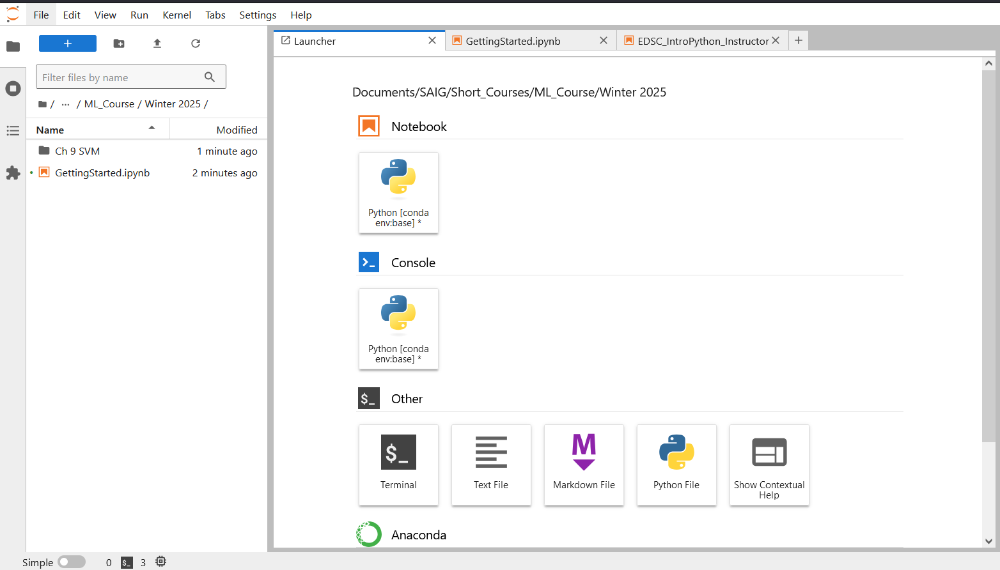 File Edit View Run Kernel Tabs Settings Help
Launcher
GettingStarted.ipynb
EDSC_IntroPython_Instructor
Filter files by name
/ ··· / ML_Course / Winter 2025 /
Name Modified
Ch 9 SVM 1 minute ago
GettingStarted.ipynb 2 minutes ago
Documents/SAIG/Short_Courses/ML_Course/Winter 2025
Notebook
Python [conda
env:base] *
Console
Python [conda
env:base] *
$_ Other
$_
Terminal
Text File
M
Markdown File
Python File
Show Contextual
Help
Anaconda
Simple 0 $_ 3